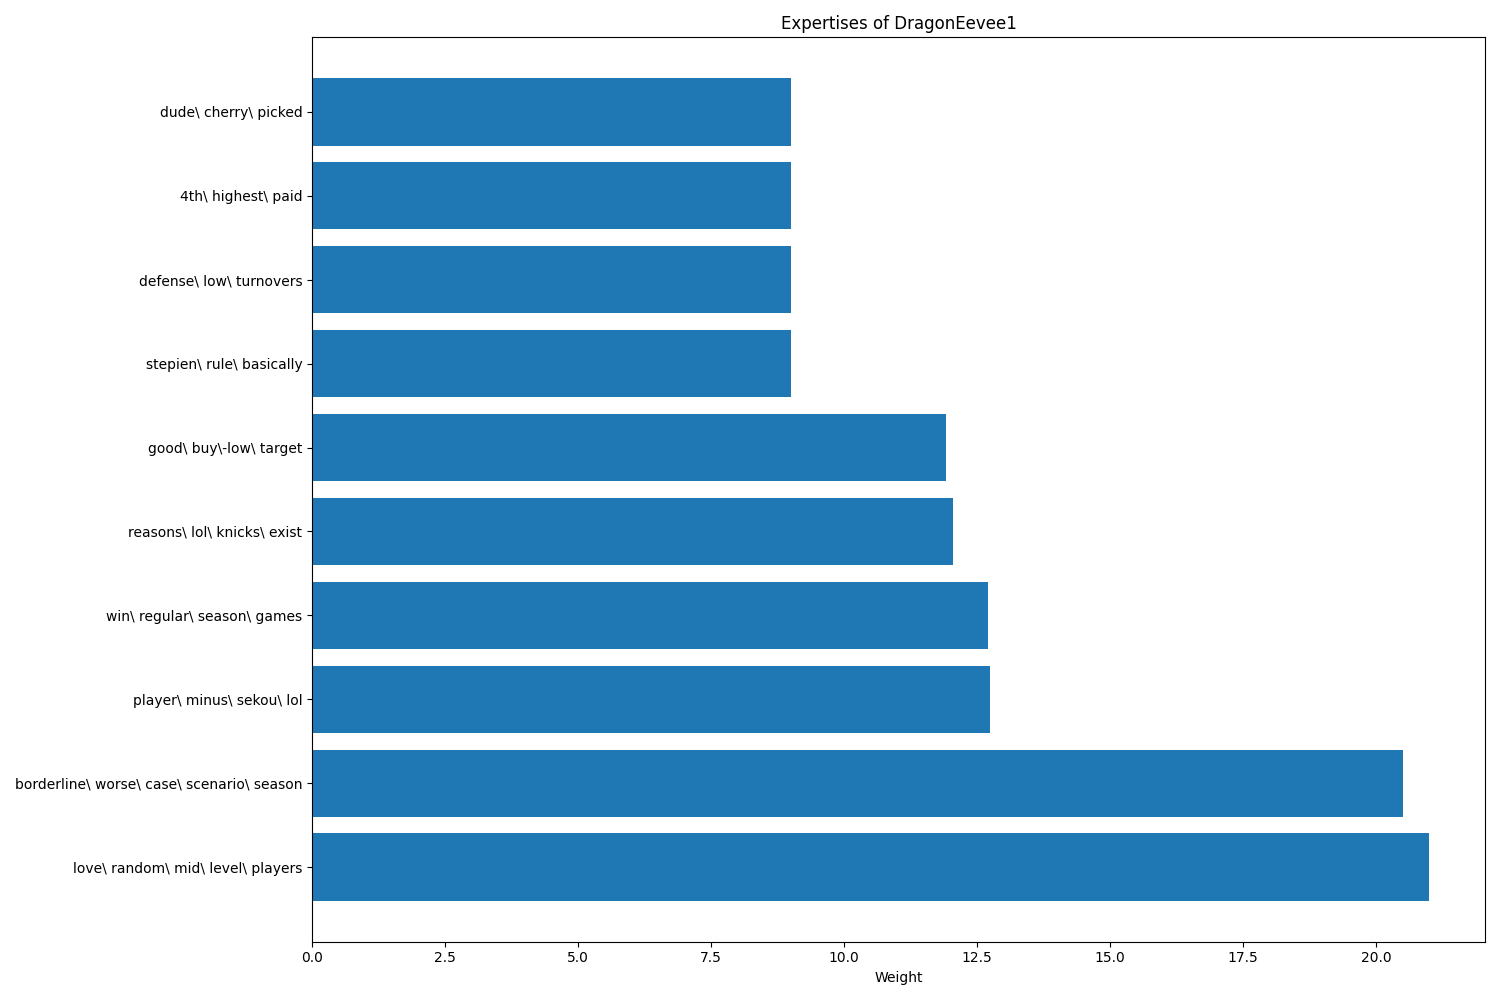 Expertises of DragonEevee1
dude\ cherry\ picked
4th\ highest\ paid
defense\ low\ turnovers
stepien\ rule\ basically
good\ buy\-low\ target
reasons\ lol\ knicks\ exist
win\ regular\ season\ games
player\ minus\ sekou\ lol
borderline\ worse\ case\ scenario\ season
love\ random\ mid\ level\ players
0.0 2.5 5.0 7.5 10.0 12.5 15.0 17.5 20.0
Weight